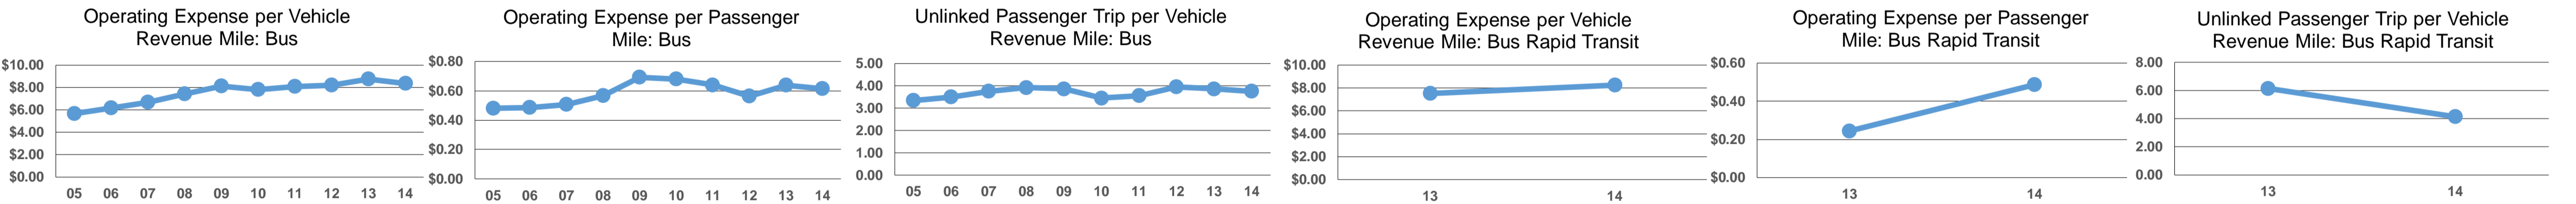 Operating Expense per Vehicle
Revenue Mile: Bus
$10.00
$8.00
$6.00
$4.00
$2.00
$0.00
05 06 07 08 09 10 11 12 13 14
Operating Expense per Passenger
Mile: Bus
$0.80
$0.60
$0.40
$0.20
$0.00
05 06 07 08 09 10 11 12 13 14
Unlinked Passenger Trip per Vehicle
Revenue Mile: Bus
5.00
4.00
3.00
2.00
1.00
0.00
05 06 07 08 09 10 11 12 13 14
Operating Expense per Vehicle
Revenue Mile: Bus Rapid Transit
$10.00
$8.00
$6.00
$4.00
$2.00
$0.00
13 14
Operating Expense per Passenger
Mile: Bus Rapid Transit
$0.60
$0.40
$0.20
$0.00
13 14
Unlinked Passenger Trip per Vehicle
Revenue Mile: Bus Rapid Transit
8.00
6.00
4.00
2.00
0.00
13 14